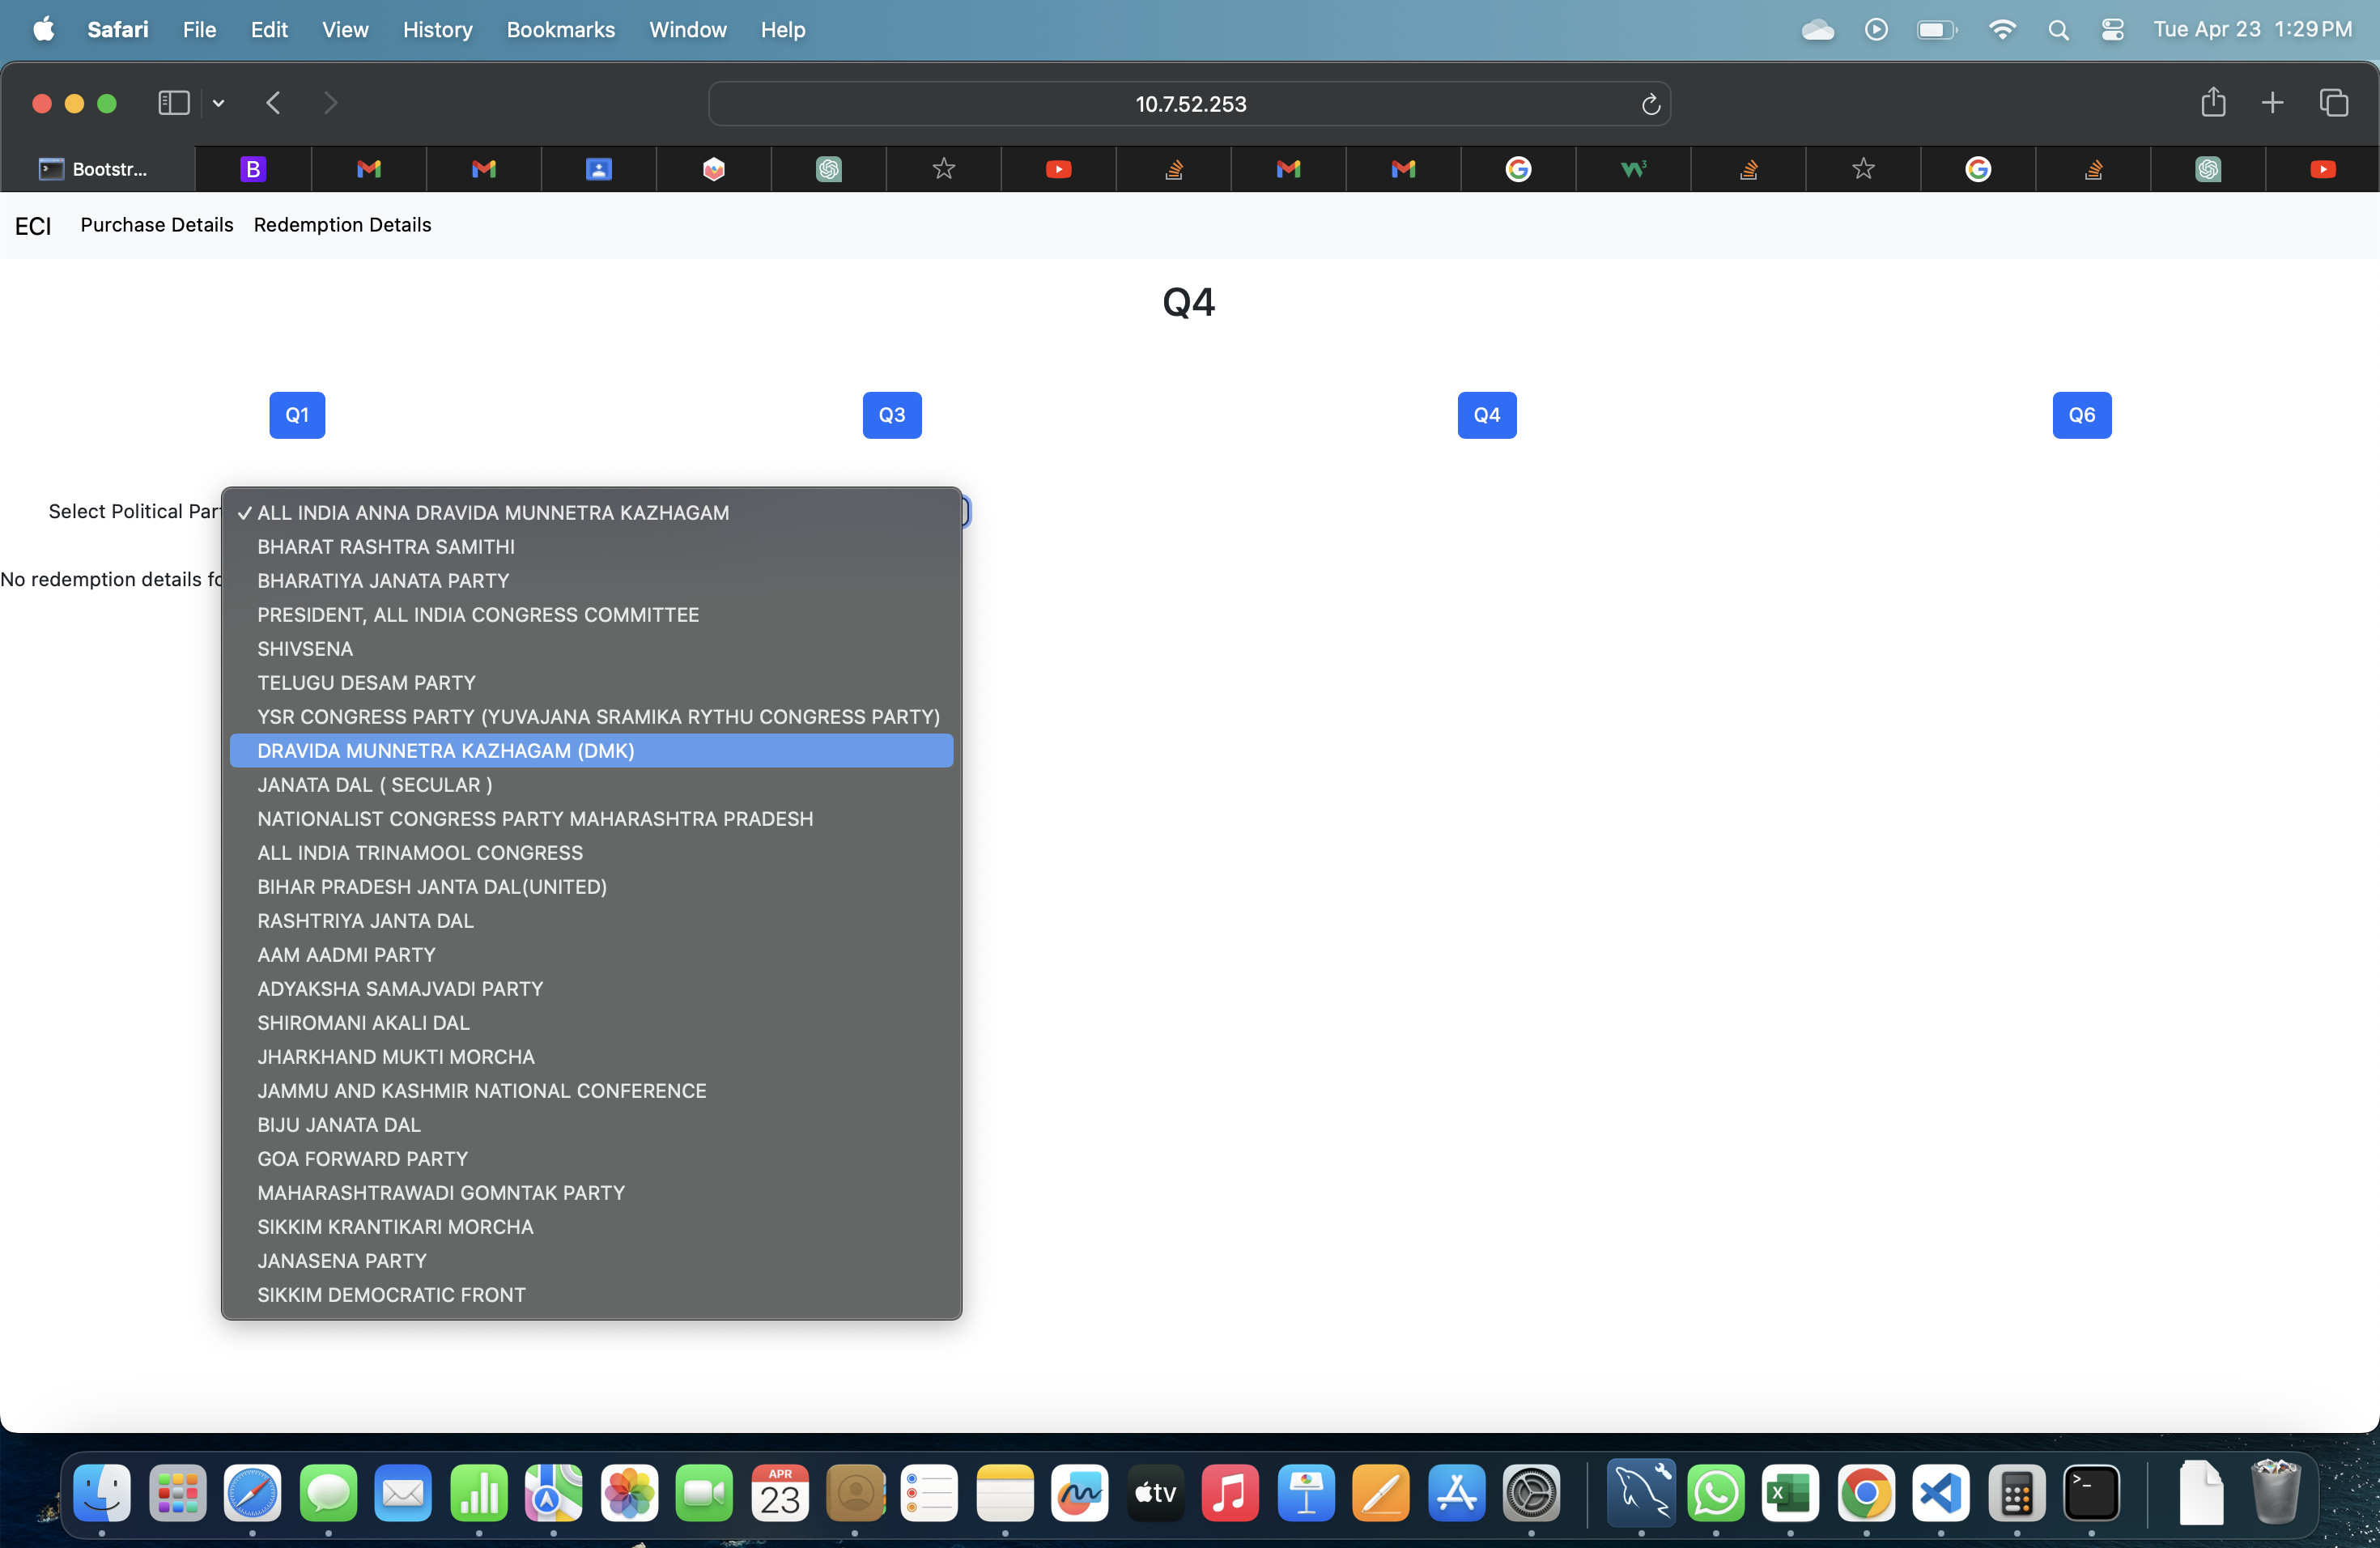 Safari File Edit View History Bookmarks Window Help Tue Apr 23 1:29 PM
10.7.52.253
Bootstr...
ECI Purchase Details Redemption Details
Q4
Q1 Q3 Q4 Q6
Select Political Par
✓ ALL INDIA ANNA DRAVIDA MUNNETRA KAZHAGAM
BHARAT RASHTRA SAMITHI
No redemption details fo
BHARATIYA JANATA PARTY
PRESIDENT, ALL INDIA CONGRESS COMMITTEE
SHIVSENA
TELUGU DESAM PARTY
YSR CONGRESS PARTY (YUVAJANA SRAMIKA RYTHU CONGRESS PARTY)
DRAVIDA MUNNETRA KAZHAGAM (DMK)
JANATA DAL ( SECULAR )
NATIONALIST CONGRESS PARTY MAHARASHTRA PRADESH
ALL INDIA TRINAMOOL CONGRESS
BIHAR PRADESH JANTA DAL(UNITED)
RASHTRIYA JANTA DAL
AAM AADMI PARTY
ADYAKSHA SAMAJVADI PARTY
SHIROMANI AKALI DAL
JHARKHAND MUKTI MORCHA
JAMMU AND KASHMIR NATIONAL CONFERENCE
BIJU JANATA DAL
GOA FORWARD PARTY
MAHARASHTRAWADI GOMNTAK PARTY
SIKKIM KRANTIKARI MORCHA
JANASENA PARTY
SIKKIM DEMOCRATIC FRONT
APR
23
tv